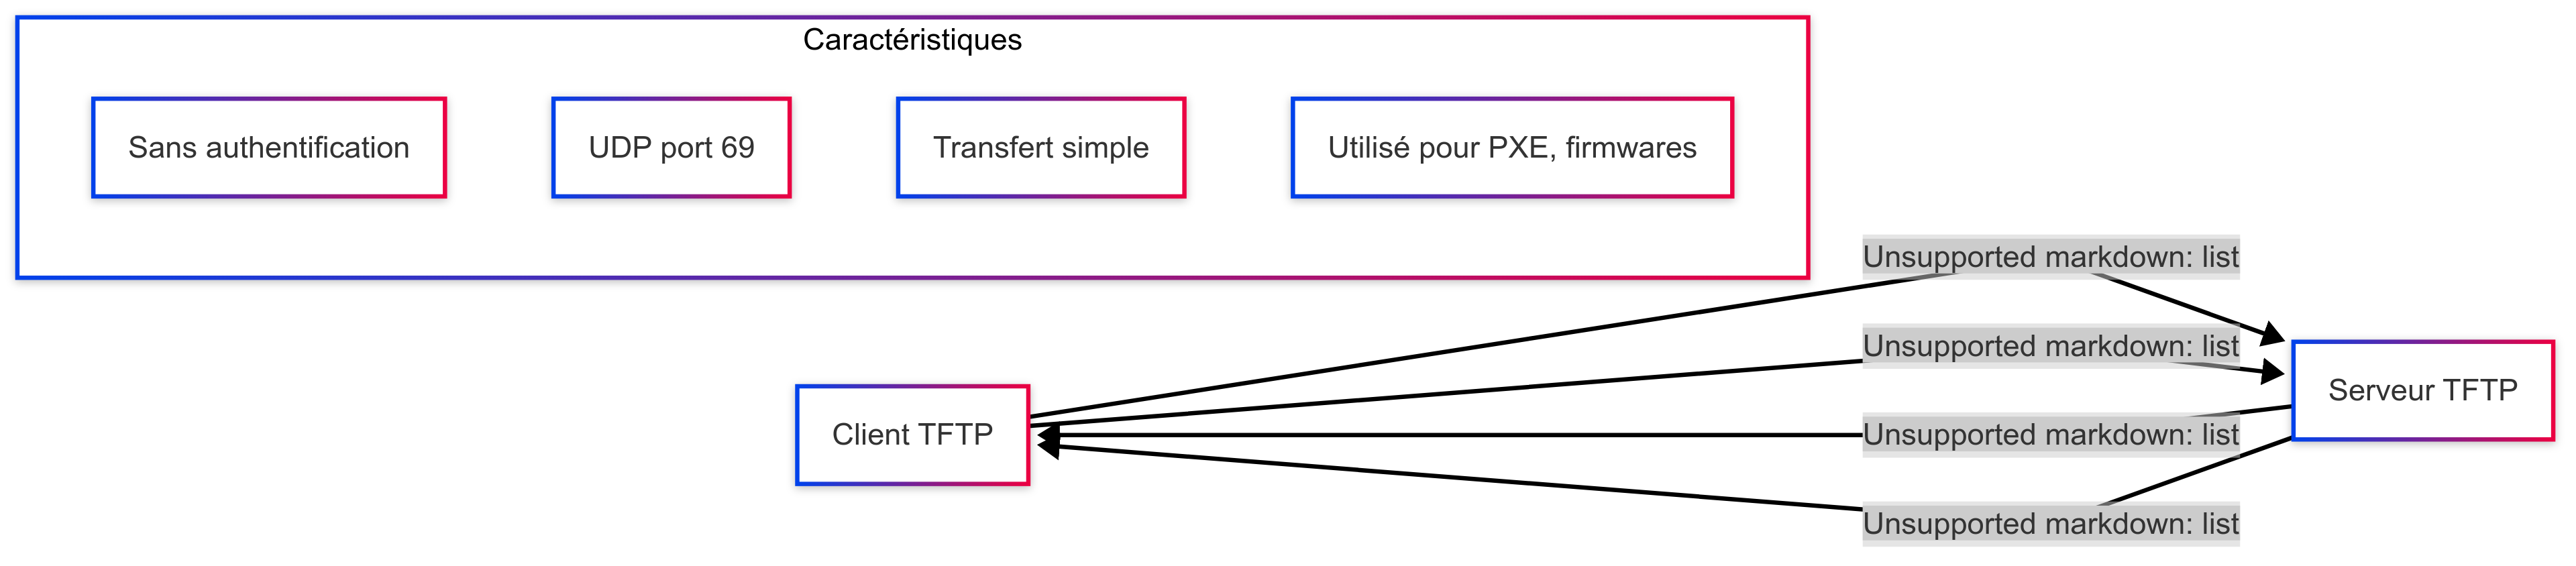 Caractéristiques
Sans authentification
UDP port 69
Transfert simple
Utilisé pour PXE, firmwares
Unsupported markdown: list
Unsupported markdown: list
Serveur TFTP
Client TFTP
Unsupported markdown: list
Unsupported markdown: list